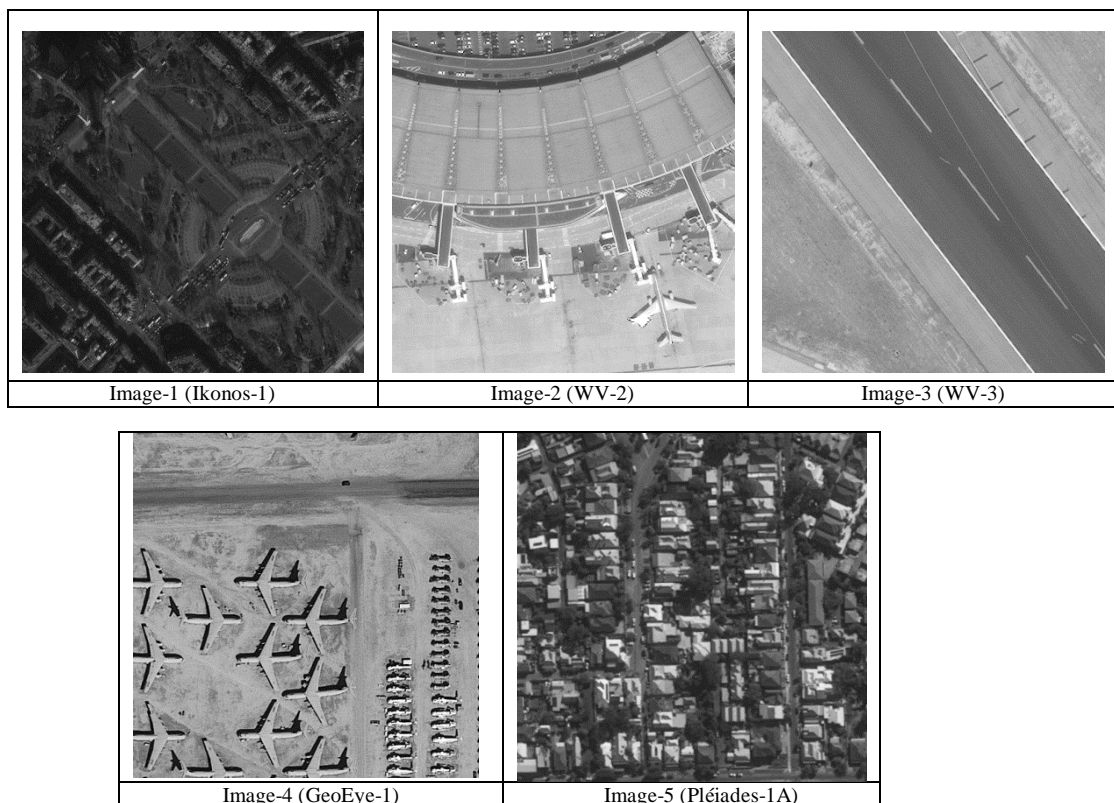 Image-1 (Ikonos-1)
Image-2 (WV-2)
Image-3 (WV-3)
Image-4 (GeoEye-1)
Image-5 (Pléiades-1A)